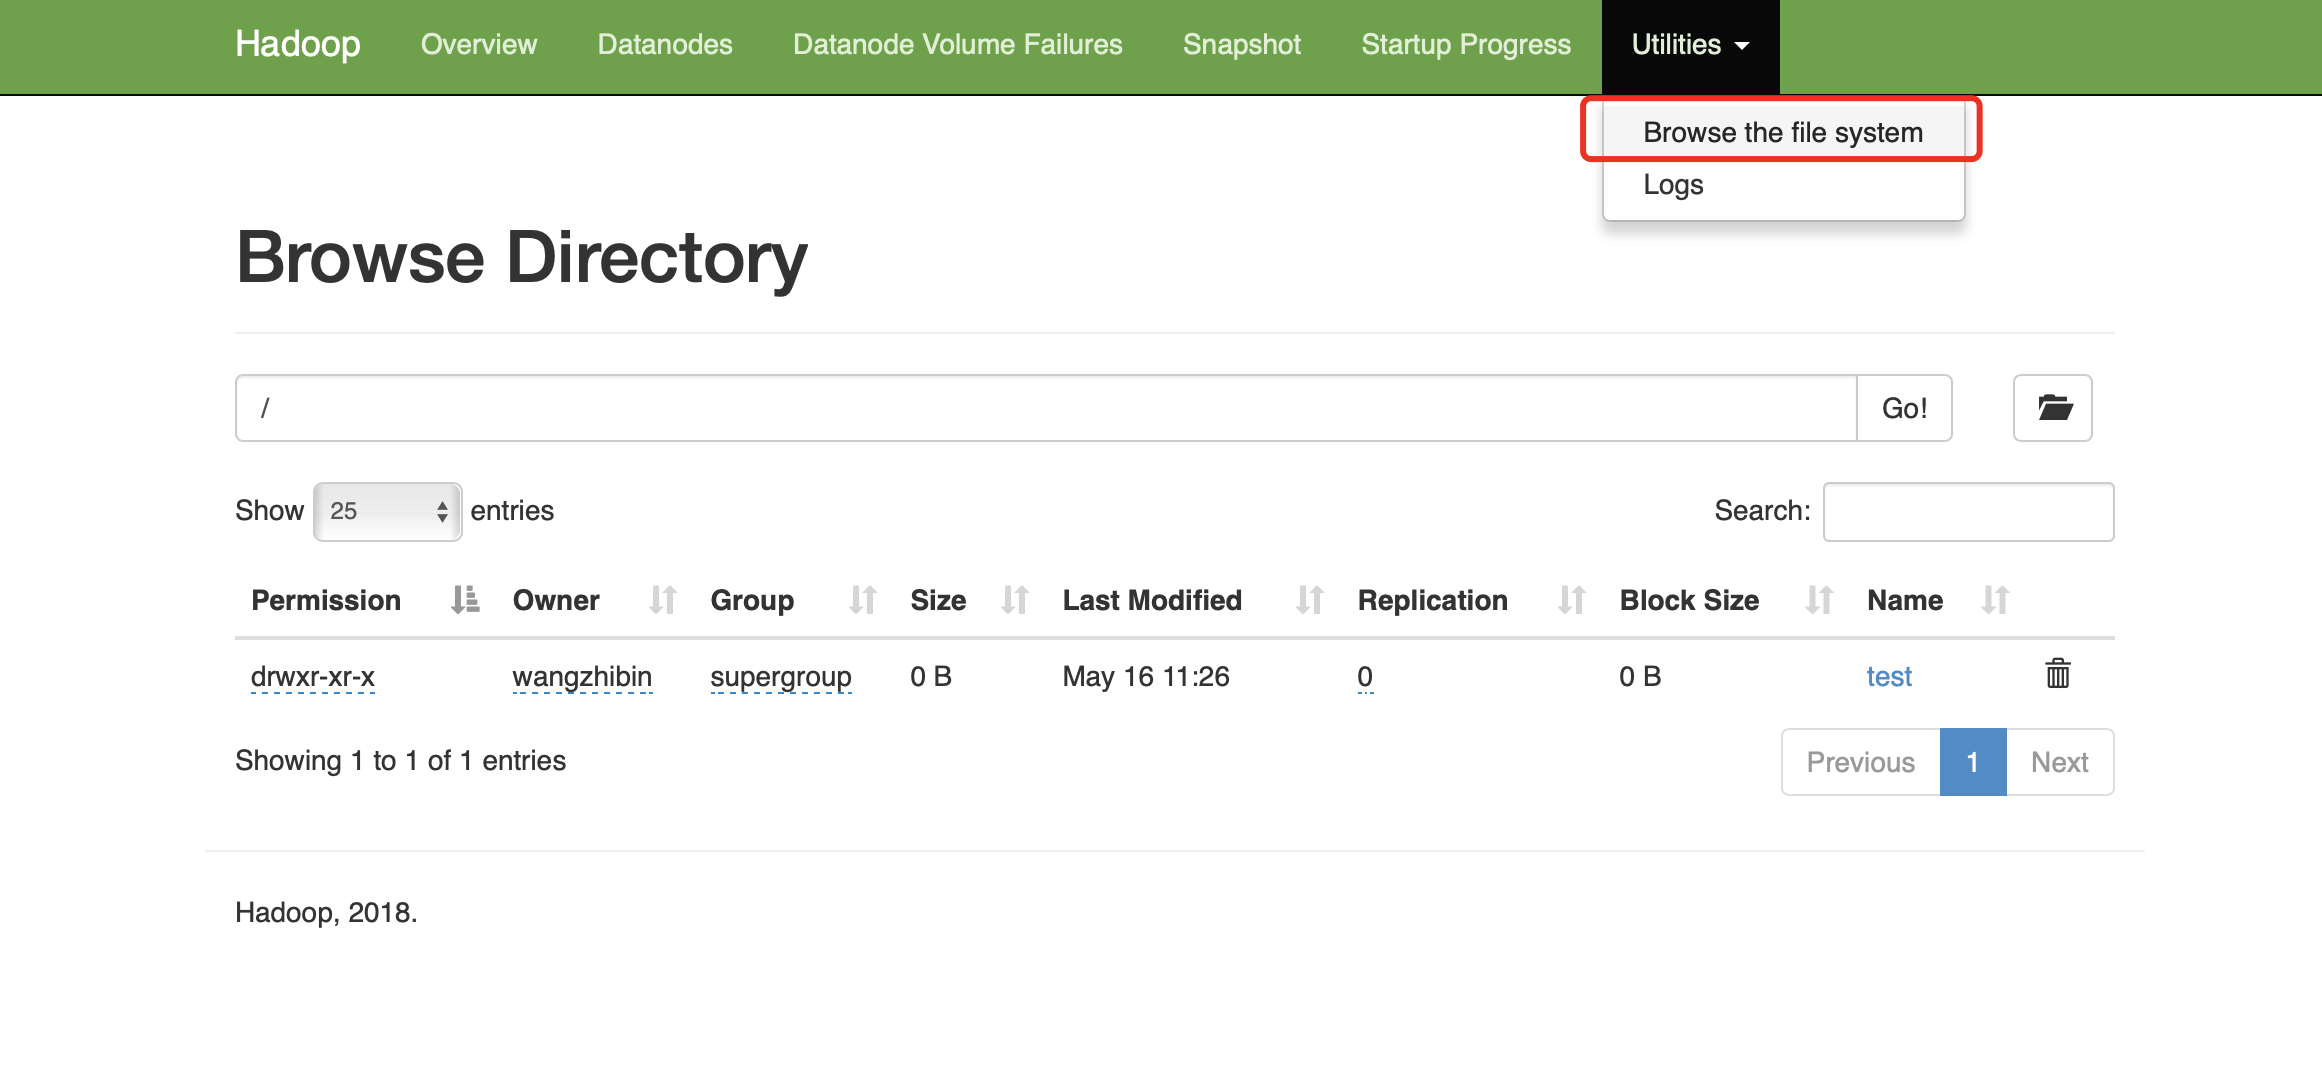 Hadoop Overview Datanodes Datanode Volume Failures Snapshot Startup Progress Utilities
Browse the file system
Logs
Browse Directory
/ Go!
Show 25 entries Search:
Permission Owner Group Size Last Modified Replication Block Size Name
drwxr-xr-x wangzhibin supergroup 0 B May 16 11:26 0 0 B test
Showing 1 to 1 of 1 entries Previous 1 Next
Hadoop, 2018.